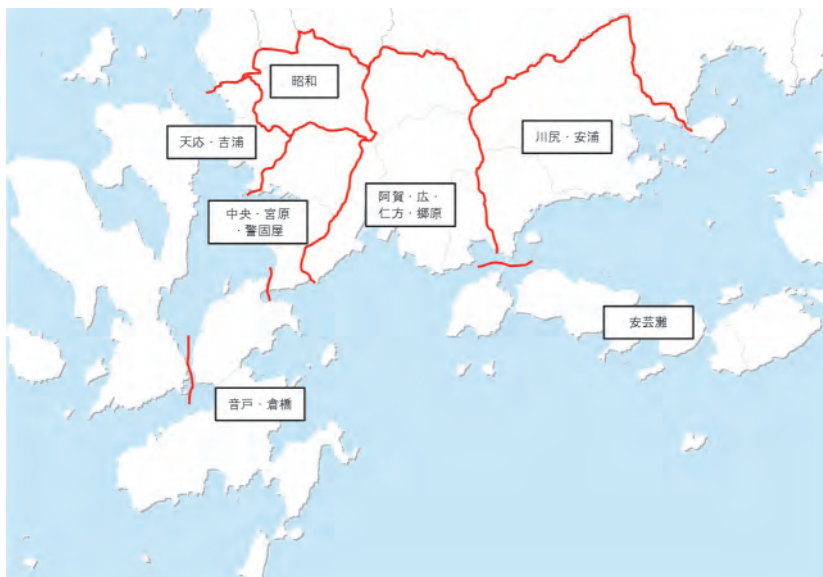 昭和
天応・吉浦
川尻・安浦
中央・宮原
・警固屋
阿賀・広・
仁方・郷原
安芸灘
音戸・倉橋